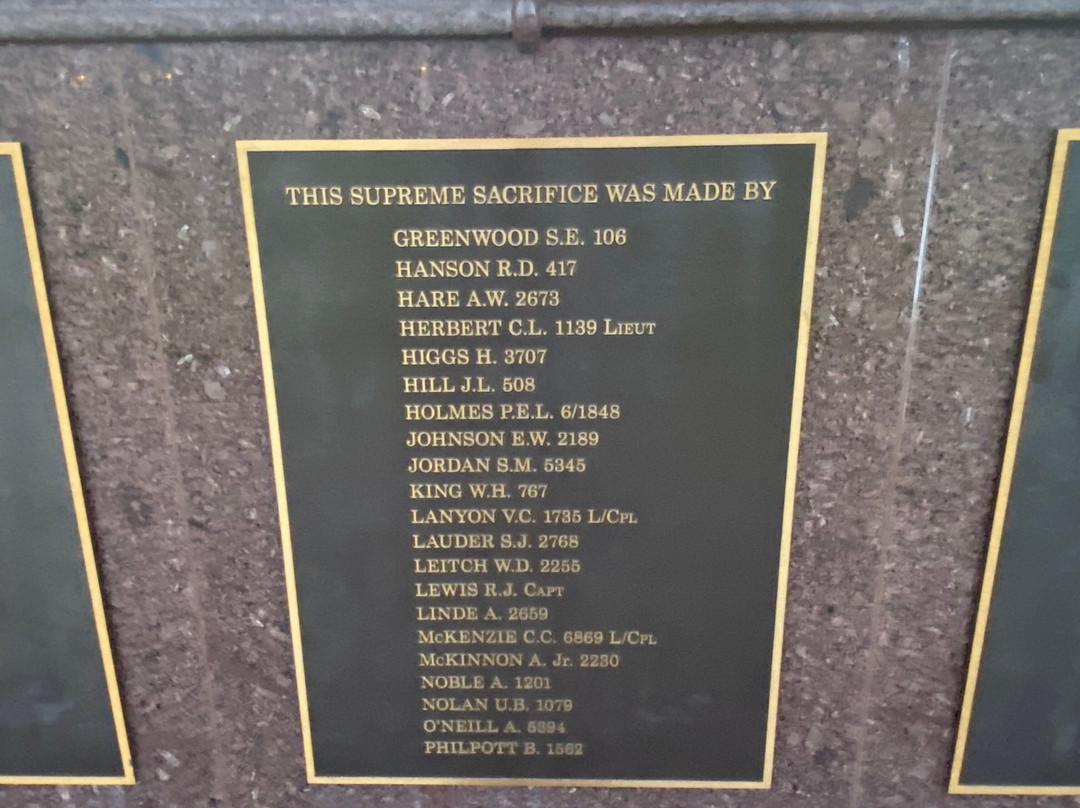 THIS SUPREME SACRIFICE WAS MADE BY
GREENWOOD S.E. 106
HANSON R.D. 417
HARE A.W. 2673
HERBERT C.L. 1139 LIEUT
HIGGS H. 3707
HILL J.L. 508
HOLMES P.E.L. 6/1848
JOHNSON E.W. 2189
JORDAN S.M. 5345
KING W.H. 767
LANYON V.C. 1735 L/CPL
LAUDER S.J. 2768
LEITCH W.D. 2255
LEWIS R.J. CAPT
LINDE A. 2659
McKENZIE C.C. 6869 L/CPL
McKINNON A. Jr. 2230
NOBLE A. 1201
NOLAN U.B. 1079
O'NEILL A. 5394
PHILPOTT B. 1562